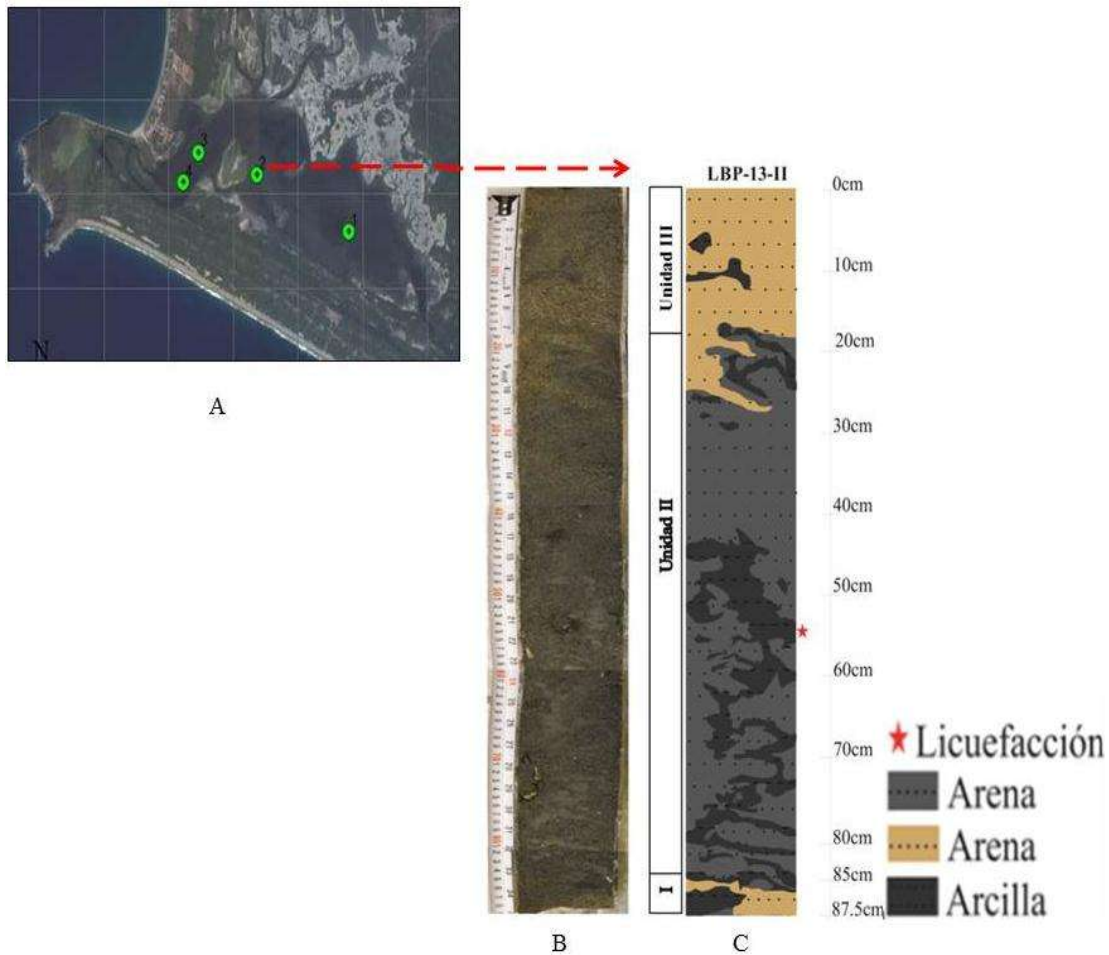 3
2
4
1
N
A
LBP-13-II
Unidad III
Unidad II
I
0cm
10cm
20cm
30cm
40cm
50cm
60cm
70cm
80cm
85cm
87.5cm
Licuefacción
Arena
Arena
Arcilla
B
C